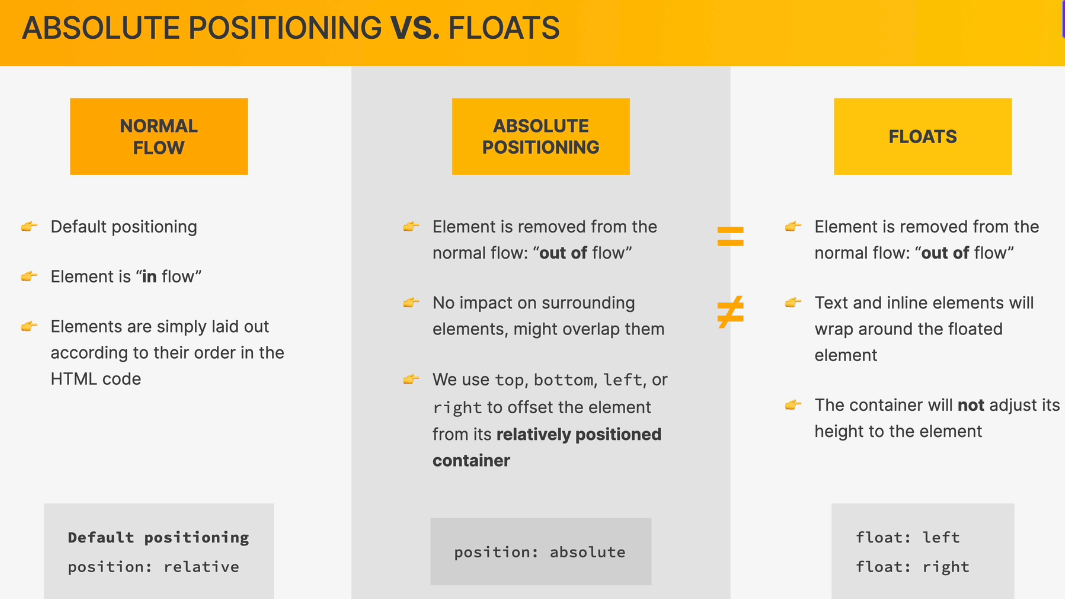 ABSOLUTE POSITIONING VS. FLOATS
NORMAL
FLOW
Default positioning
Element is “in flow”
Elements are simply laid out
according to their order in the
HTML code
Default positioning
position: relative
ABSOLUTE
POSITIONING
Element is removed from the
normal flow: “out of flow”
No impact on surrounding
elements, might overlap them
We use top, bottom, left, or
right to offset the element
from its relatively positioned
container
position: absolute
=
≠
FLOATS
Element is removed from the
normal flow: “out of flow”
Text and inline elements will
wrap around the floated
element
The container will not adjust its
height to the element
float: left
float: right